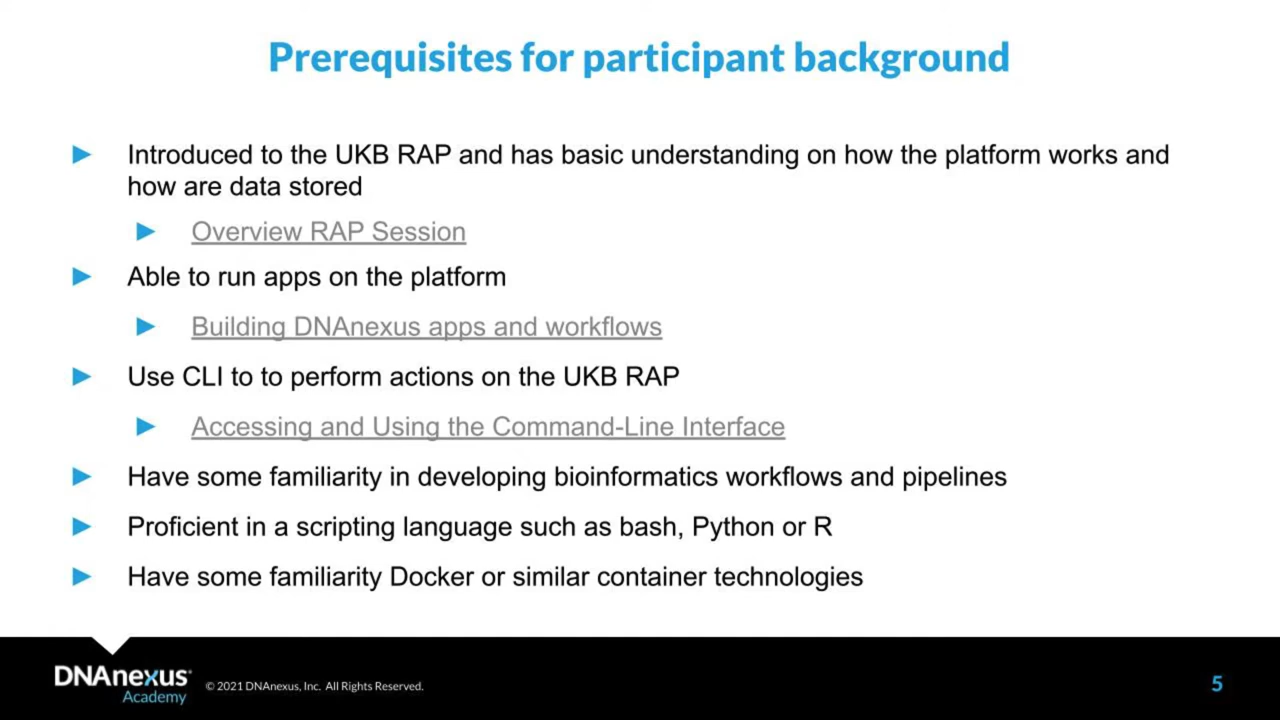 Prerequisites for participant background
Introduced to the UKB RAP and has basic understanding on how the platform works and
how are data stored
Overview RAP Session
Able to run apps on the platform
Building DNAnexus apps and workflows
Use CLI to to perform actions on the UKB RAP
Accessing and Using the Command-Line Interface
Have some familiarity in developing bioinformatics workflows and pipelines
Proficient in a scripting language such as bash, Python or R
Have some familiarity Docker or similar container technologies
DNAnexus
Academy
© 2021 DNAnexus, Inc. All Rights Reserved.
5